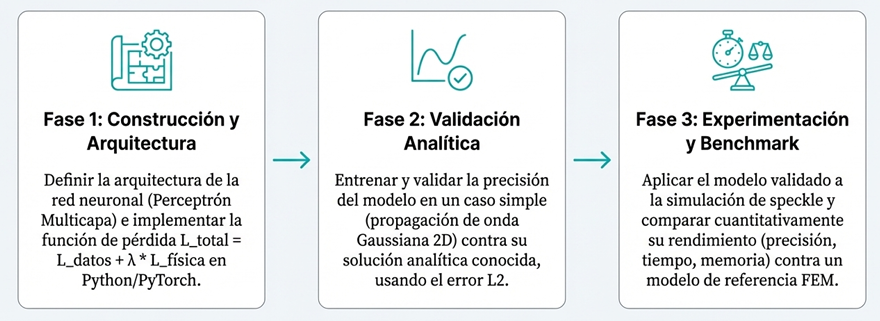 Fase 1: Construcción y
Arquitectura
Definir la arquitectura de la
red neuronal (Perceptrón
Multicapa) e implementar la
función de pérdida L_total =
L_datos + λ * L_física en
Python/PyTorch.
Fase 2: Validación
Analítica
Entrenar y validar la precisión
del modelo en un caso simple
(propagación de onda
Gaussiana 2D) contra su
solución analítica conocida,
usando el error L2.
Fase 3: Experimentación
y Benchmark
Aplicar el modelo validado a
la simulación de speckle y
comparar cuantitativamente
su rendimiento (precisión,
tiempo, memoria) contra un
modelo de referencia FEM.